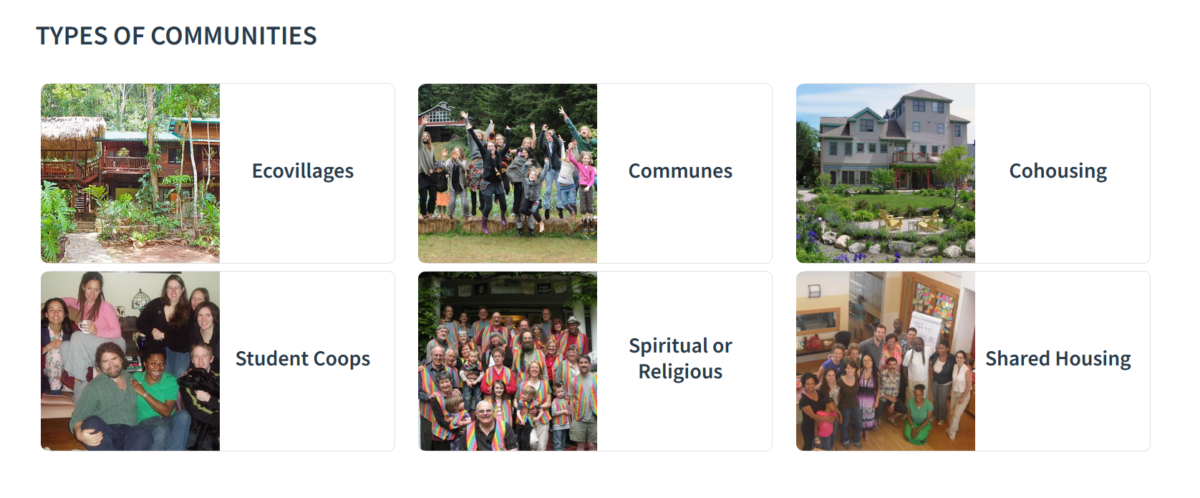 TYPES OF COMMUNITIES
Ecovillages
Communes
Cohousing
Student Coops
Spiritual or
Religious
Shared Housing